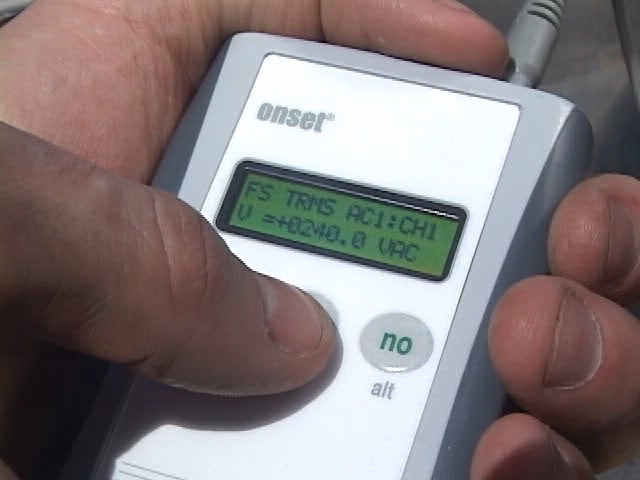 onset®
FS TRMS AC1:CH1
V =+0240.0 VAC
no
alt